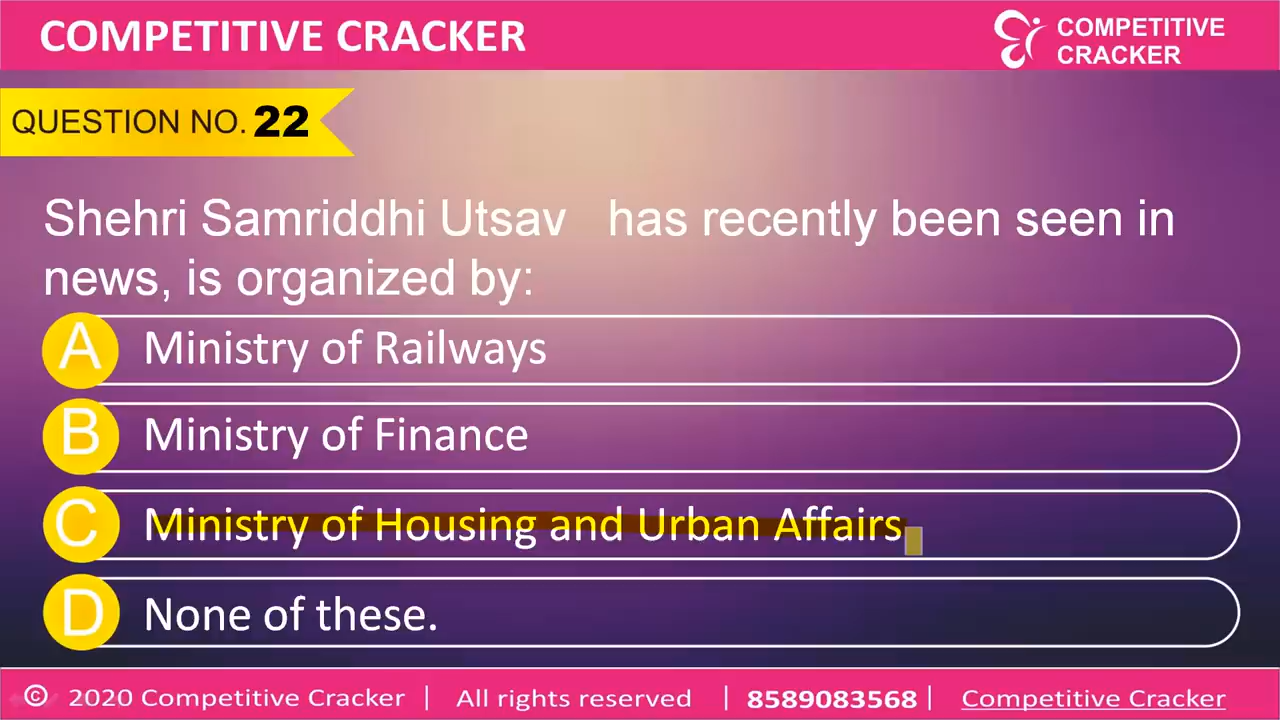 COMPETITIVE CRACKER
COMPETITIVE
CRACKER
QUESTION NO. 22
Shehri Samriddhi Utsav has recently been seen in
news, is organized by:
A Ministry of Railways
B Ministry of Finance
C Ministry of Housing and Urban Affairs
D None of these.
© 2020 Competitive Cracker | All rights reserved | 8589083568 | Competitive Cracker